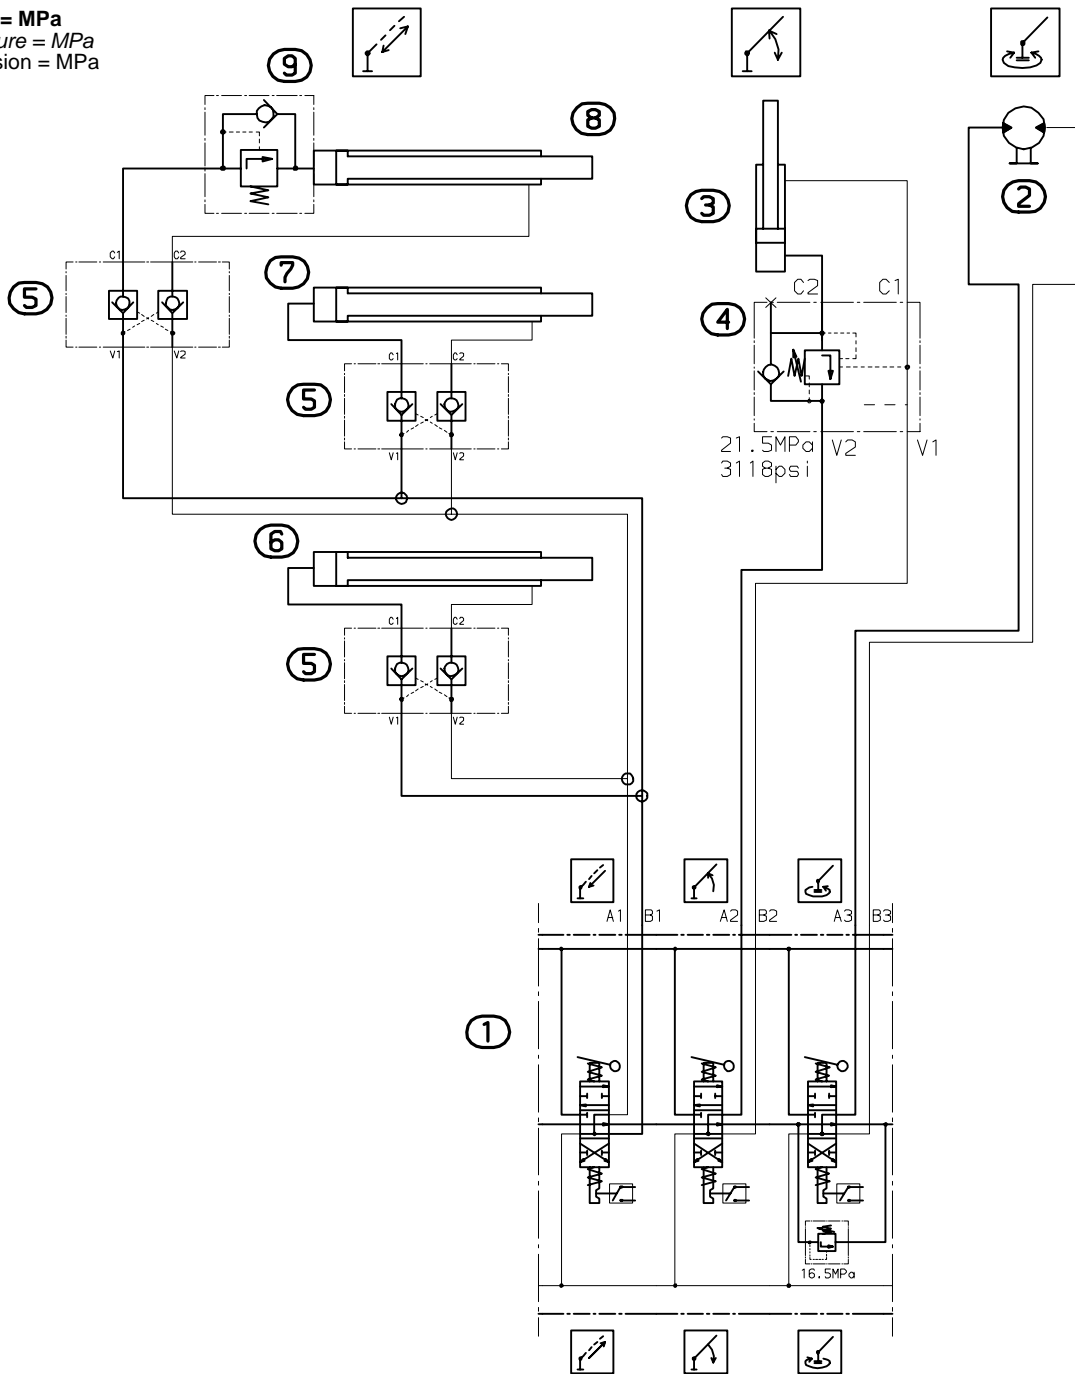 = MPa
ure = MPa
sion = MPa
9
8
3
2
C1
C2
7
5
C2
C1
4
V1
V2
C1
C2
5
21.5MPa
V2
V1
3118psi
V1
V2
6
C1
C2
5
V1
V2
A1
B1
A2
B2
A3
B3
1
16.5MPa